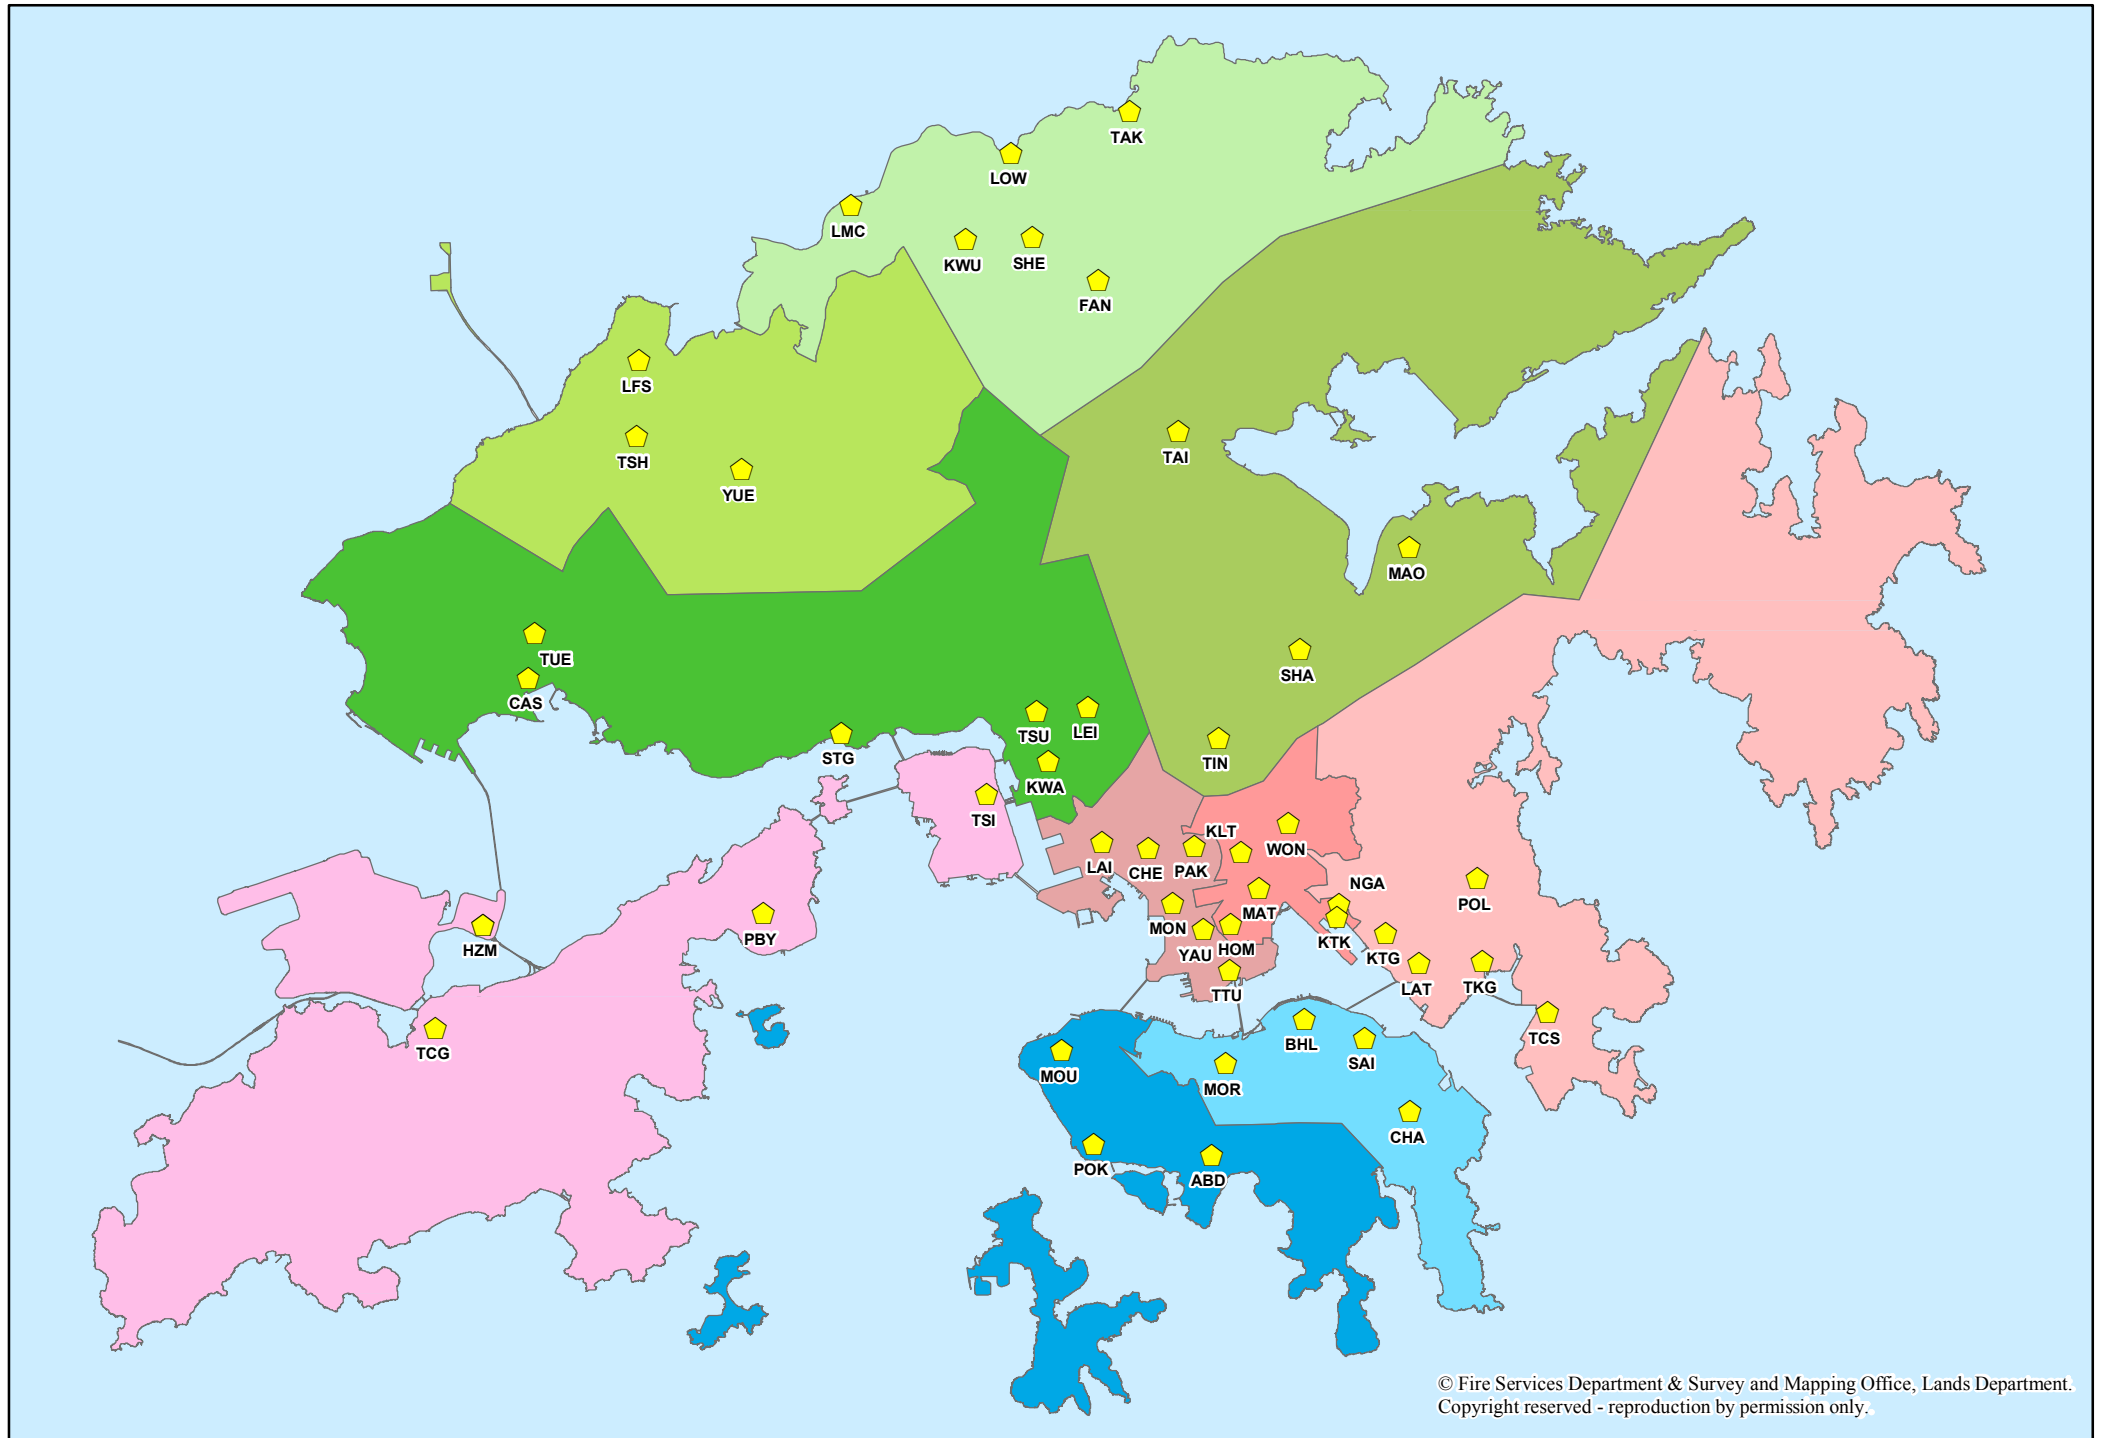 TAK
LOW
LMC
KWU
SHE
FAN
LFS
TSH
YUE
TAI
MAO
TUE
CAS
SHA
STG
TSU
LEI
KWA
TIN
TSI
KLT
WON
LAI
CHE
PAK
NGA
POL
MAT
MON
HOM
YAU
KTK
KTG
PBY
HZM
LAT
TKG
TTU
TCS
TCG
BHL
SAI
MOU
MOR
CHA
POK
ABD
© Fire Services Department & Survey and Mapping Office, Lands Department.
Copyright reserved - reproduction by permission only.